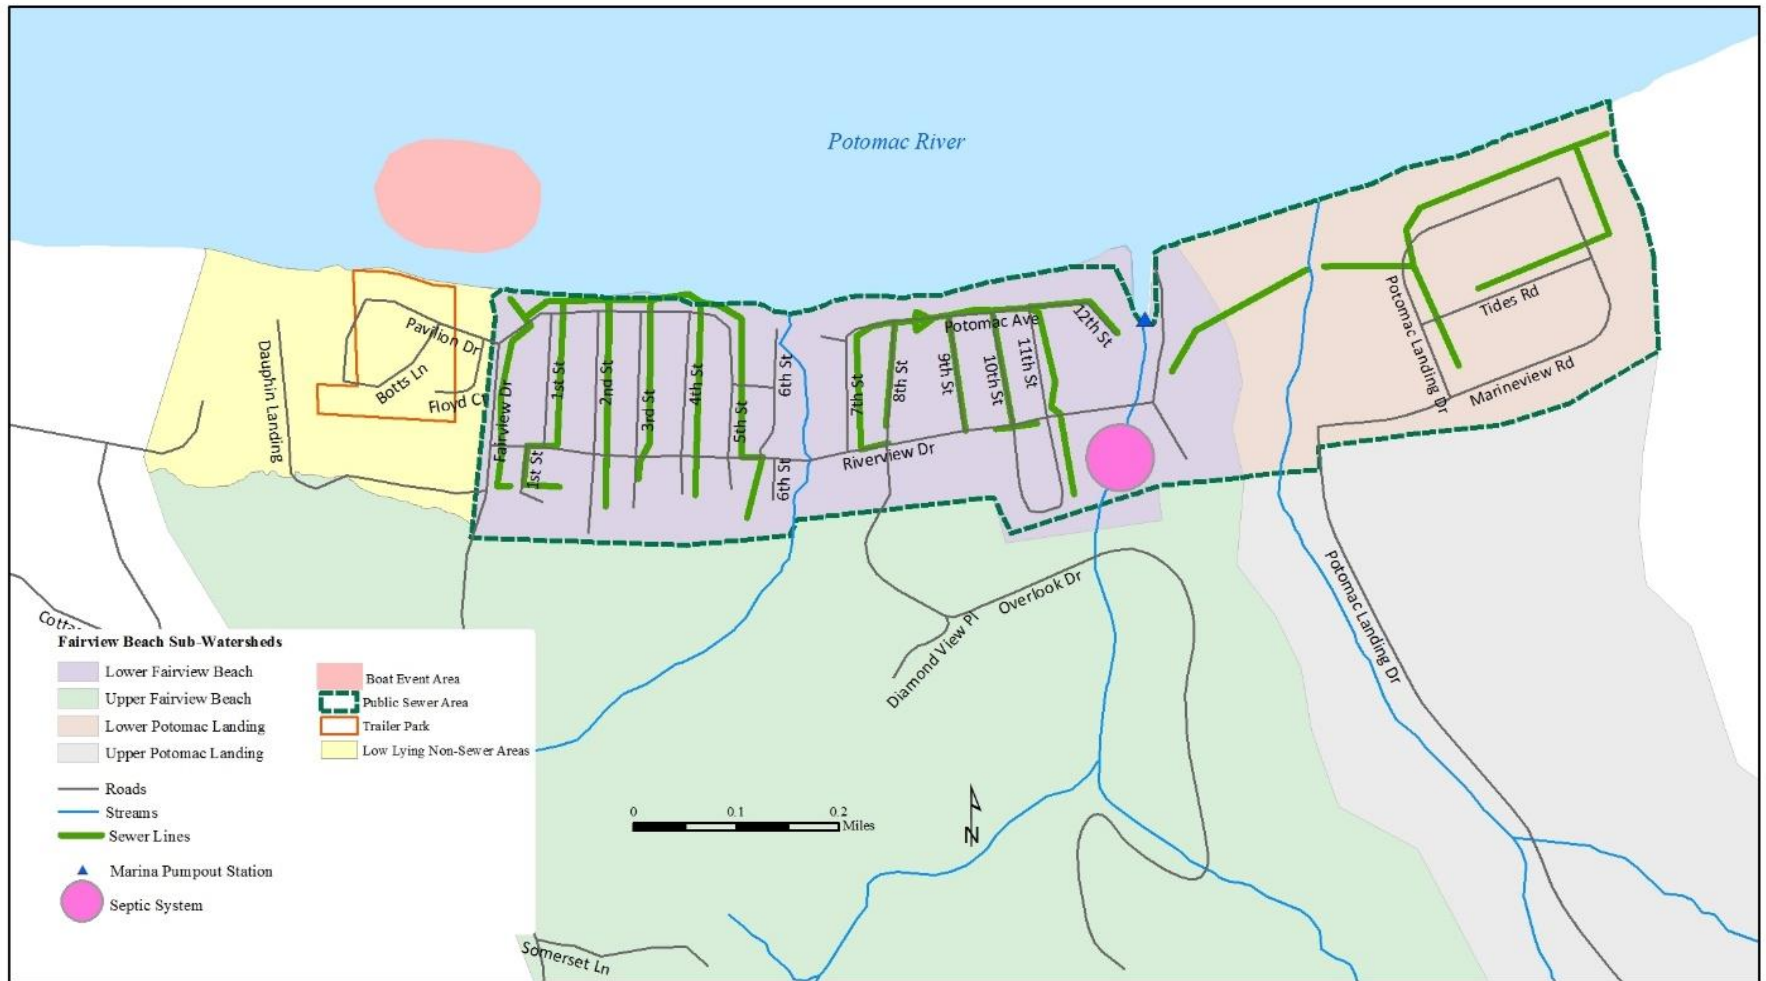 Potomac River
Pavilion Dr
Botts Ln
Floyd Ct
Dauphin Landing
Fairview Dr
1st St
1st St
2nd St
3rd St
4th St
5th St
6th St
6th St
7th St
8th St
9th St
10th St
11th St
12th St
Potomac Ave
Riverview Dr
Potomac Landing Dr
Tides Rd
Marineview Rd
Overlook Dr
Diamond View Pl
Potomac Landing Dr
Cotta
Somerset Ln
Fairview Beach Sub-Watersheds
Lower Fairview Beach
Upper Fairview Beach
Lower Potomac Landing
Upper Potomac Landing
Roads
Streams
Sewer Lines
Marina Pumpout Station
Septic System
Boat Event Area
Public Sewer Area
Trailer Park
Low Lying Non-Sewer Areas
0 0.1 0.2
Miles
N